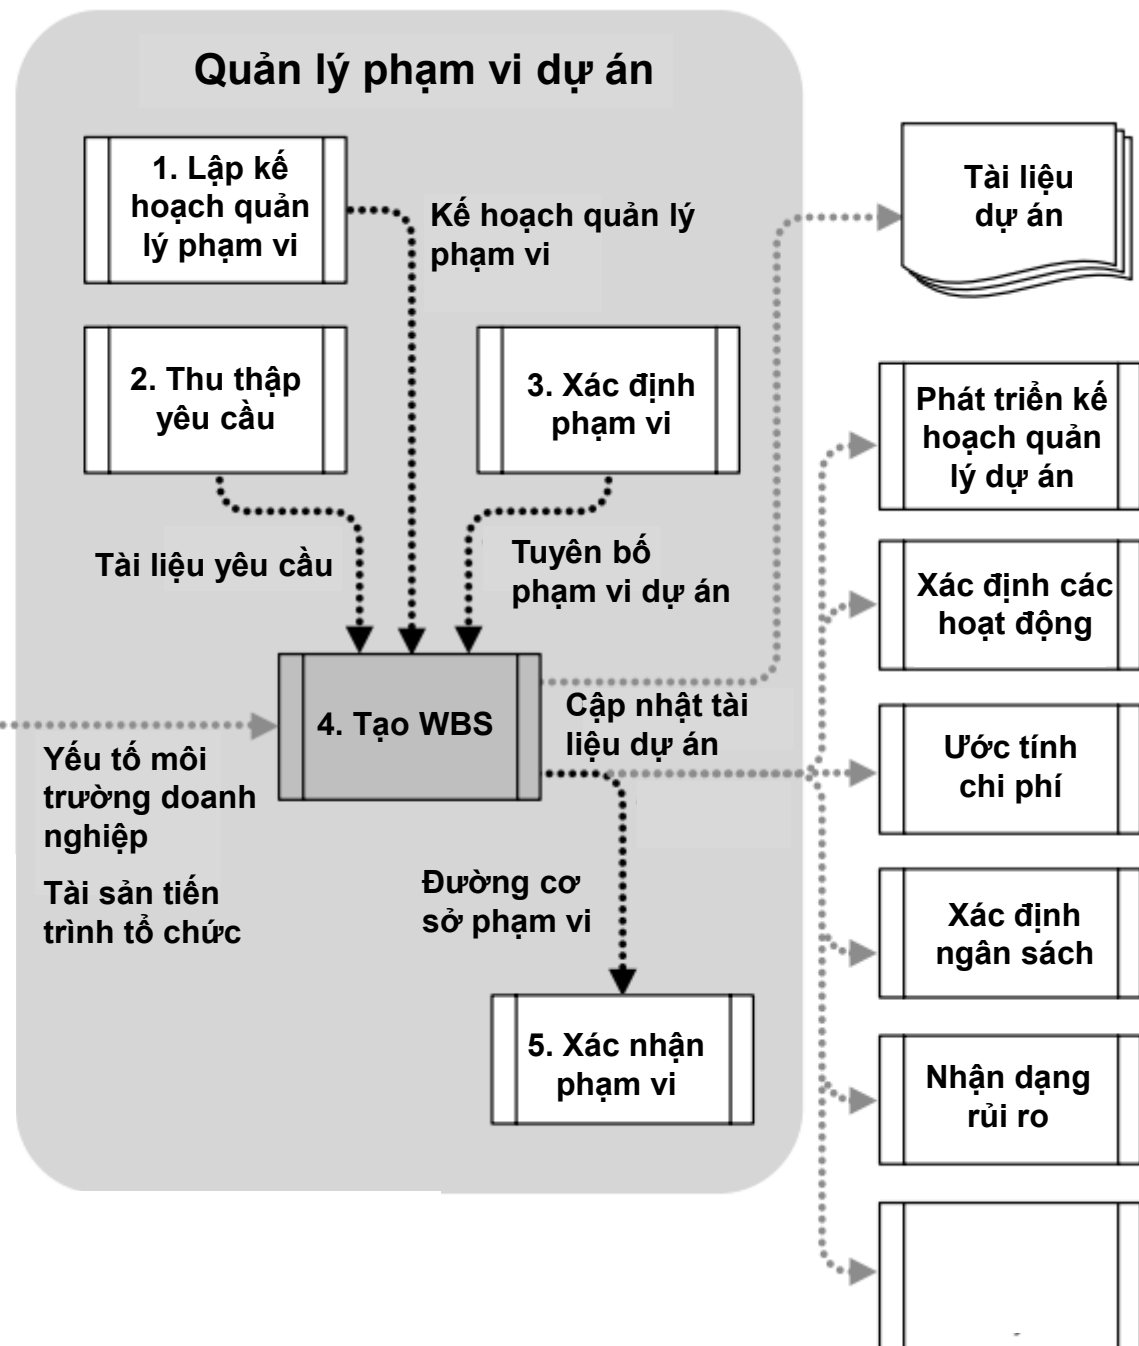 Quản lý phạm vi dự án
1. Lập kế
hoạch quản
lý phạm vi
Kế hoạch quản lý
phạm vi
Tài liệu
dự án
2. Thu thập
yêu cầu
3. Xác định
phạm vi
Phát triển kế
hoạch quản
lý dự án
Tài liệu yêu cầu
Tuyên bố
phạm vi dự án
Xác định các
hoạt động
4. Tạo WBS
Cập nhật tài
liệu dự án
Ước tính
chi phí
Yếu tố môi
trường doanh
nghiệp
Tài sản tiến
trình tổ chức
Đường cơ
sở phạm vi
Xác định
ngân sách
5. Xác nhận
phạm vi
Nhận dạng
rủi ro